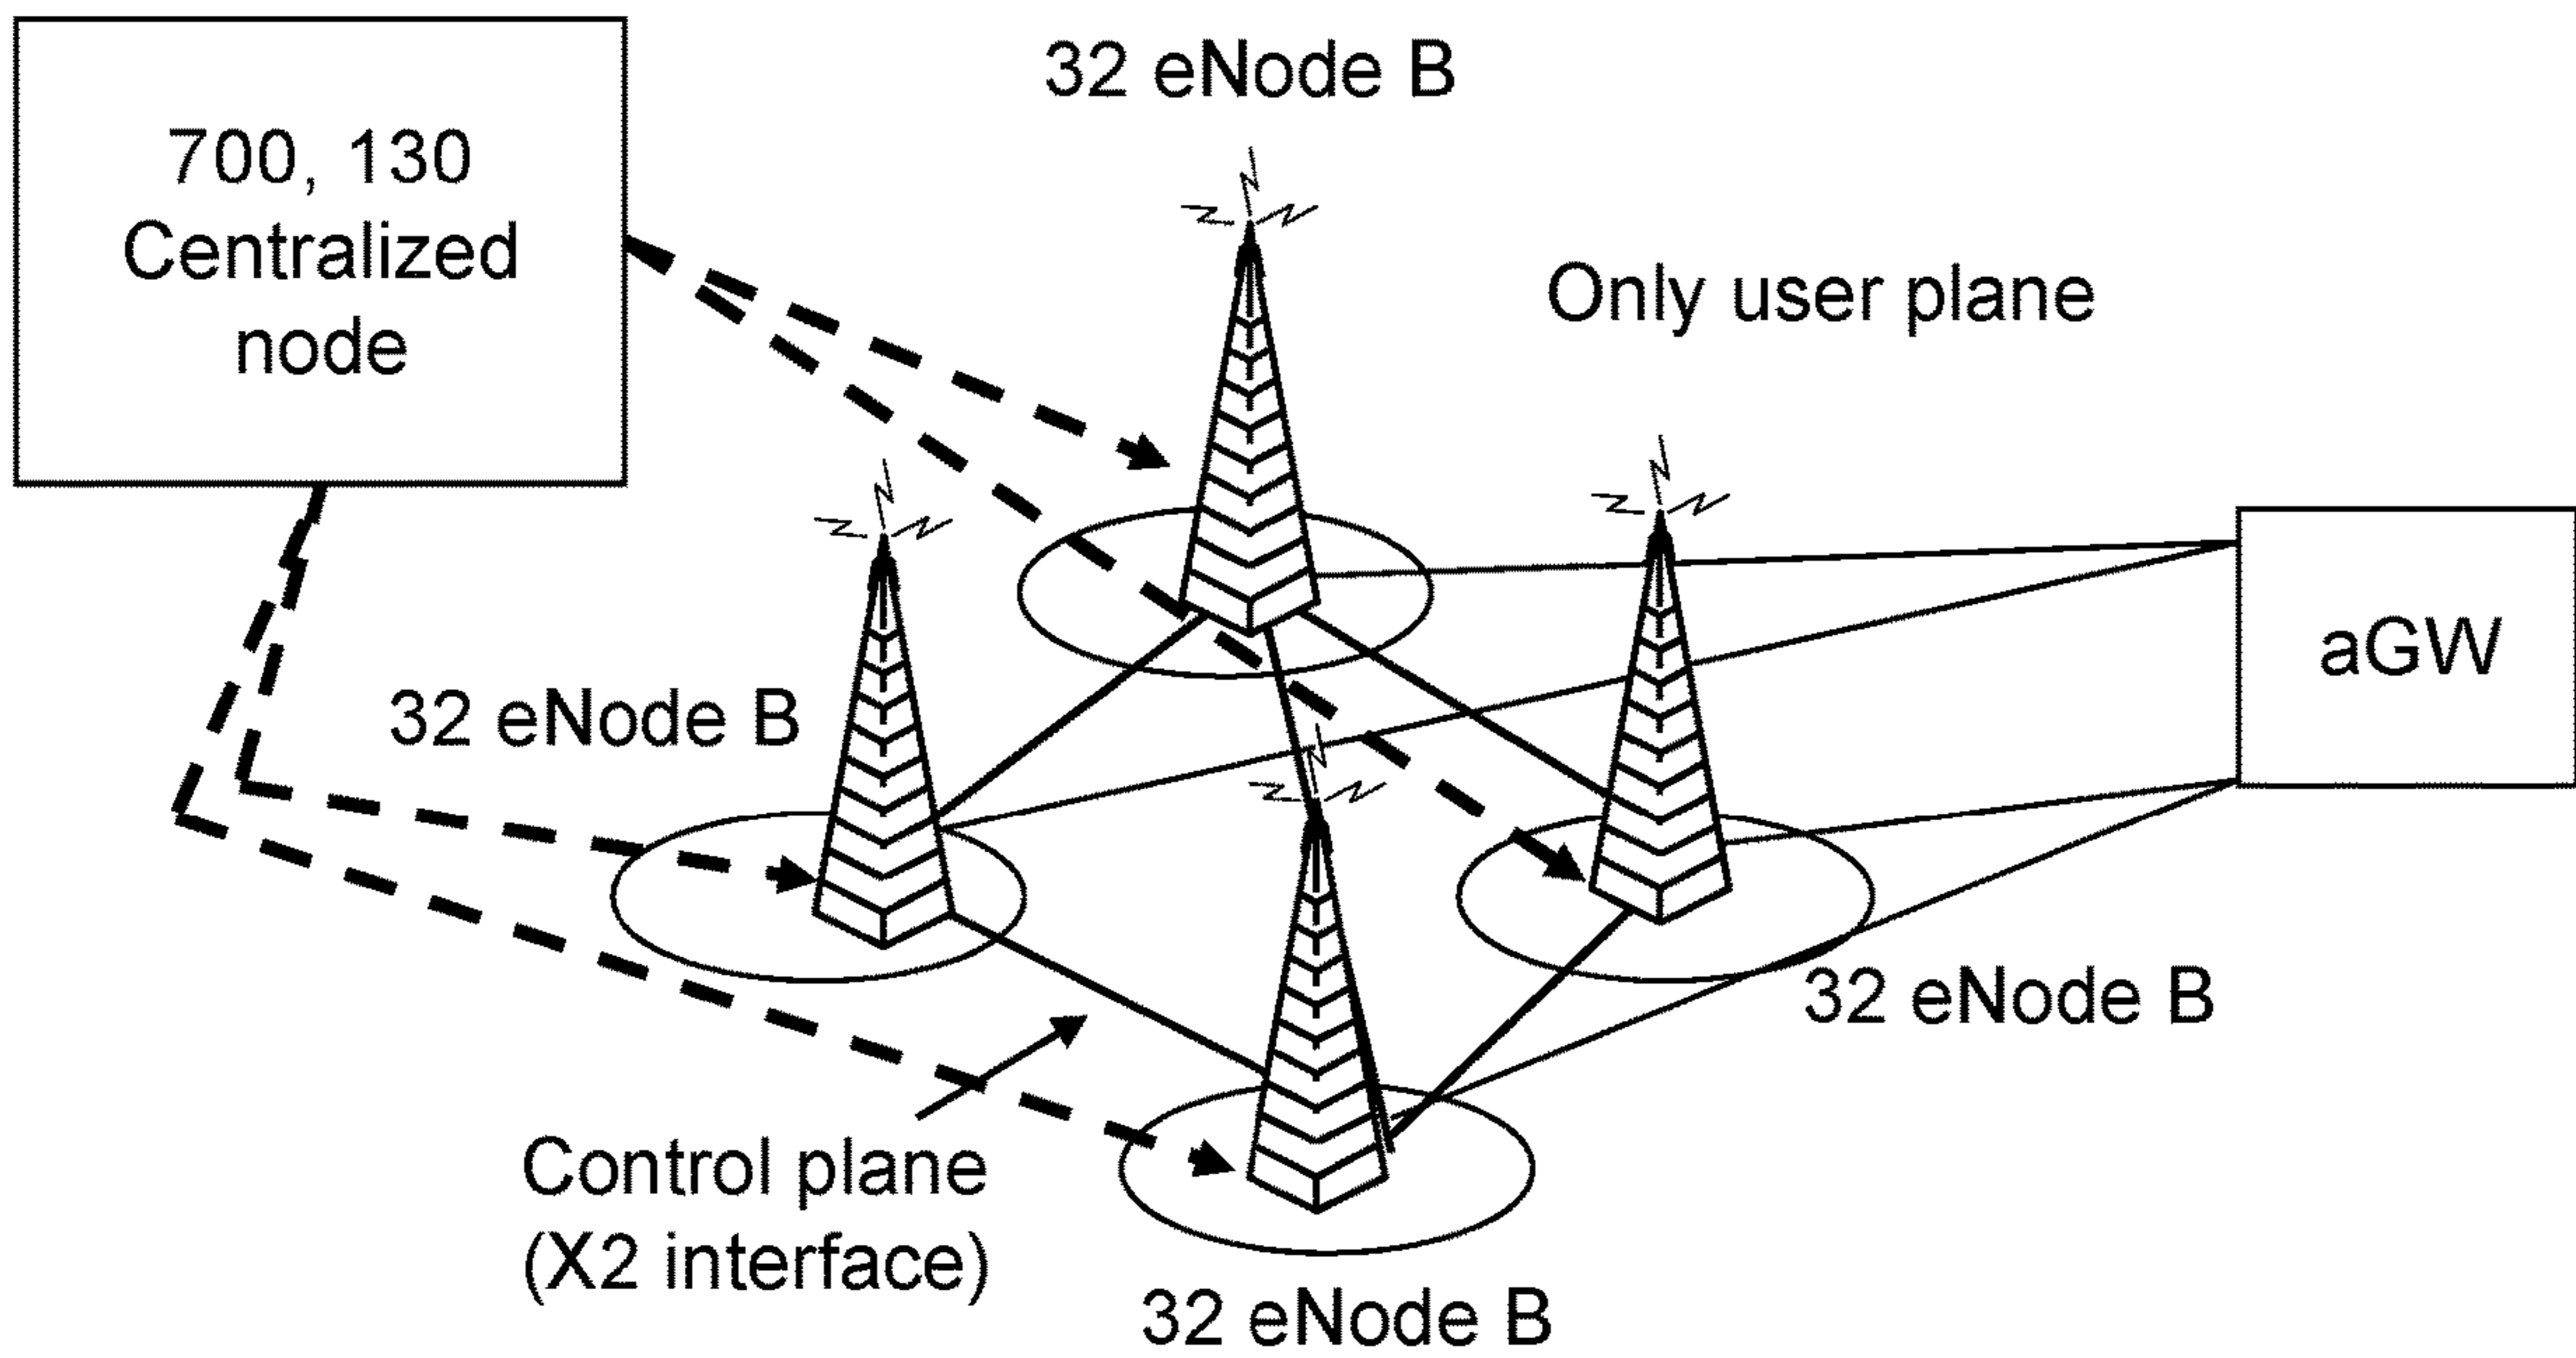 32 eNode B
700, 130
Centralized
node
Only user plane
aGW
32 eNode B
32 eNode B
Control plane
(X2 interface)
32 eNode B